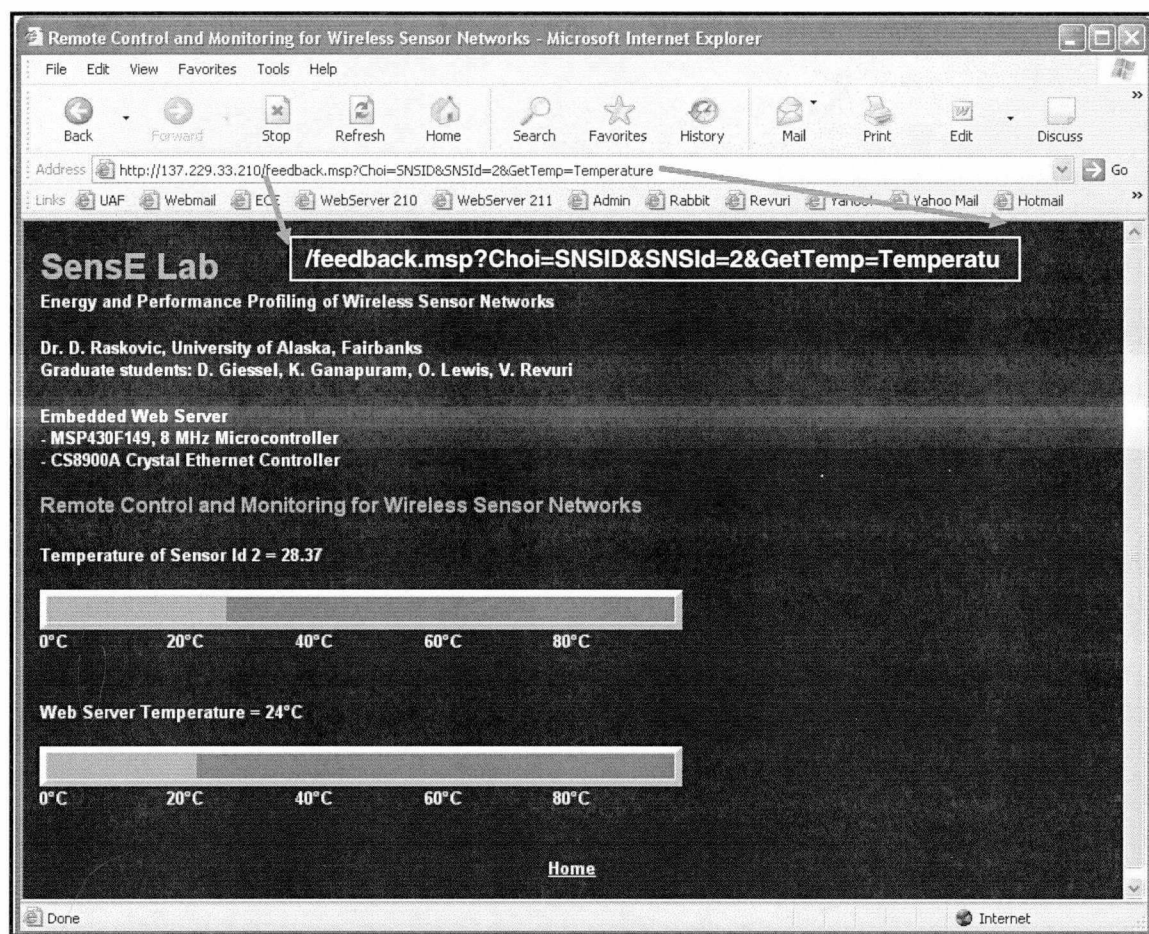 Remote Control and Monitoring for Wireless Sensor Networks - Microsoft Internet Explorer
File Edit View Favorites Tools Help
Back Forward Stop Refresh Home Search Favorites History Mail Print Edit Discuss
Address http://137.229.33.210/feedback.msp?Choi=SNSID&SNSId=2&GetTemp=Temperature Go
Links UAF Webmail ECE WebServer 210 WebServer 211 Admin Rabbit Revuri Yahoo! Yahoo Mail Hotmail
/feedback.msp?Choi=SNSID&SNSId=2&GetTemp=Temperatu
SensE Lab
Energy and Performance Profiling of Wireless Sensor Networks
Dr. D. Raskovic, University of Alaska, Fairbanks
Graduate students: D. Giessel, K. Ganapuram, O. Lewis, V. Revuri
Embedded Web Server
- MSP430F149, 8 MHz Microcontroller
- CS8900A Crystal Ethernet Controller
Remote Control and Monitoring for Wireless Sensor Networks
Temperature of Sensor Id 2 = 28.37
0°C 20°C 40°C 60°C 80°C
Web Server Temperature = 24°C
0°C 20°C 40°C 60°C 80°C
Home
Done Internet